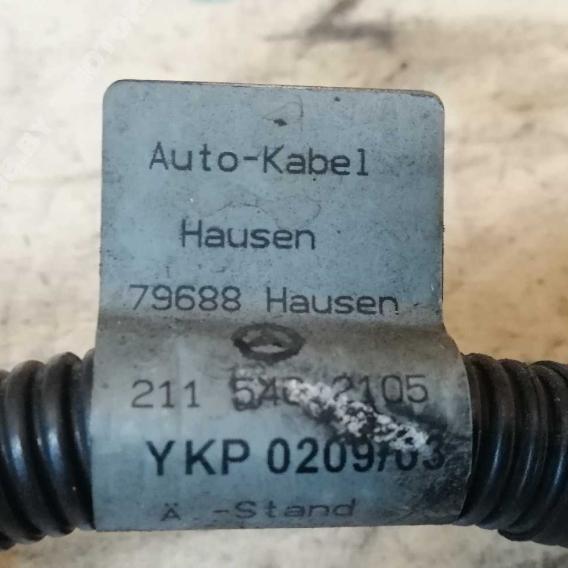 Auto-Kabel
Hausen
79688 Hausen
211 540 2105
YKP 0209/03
Ä -Stand